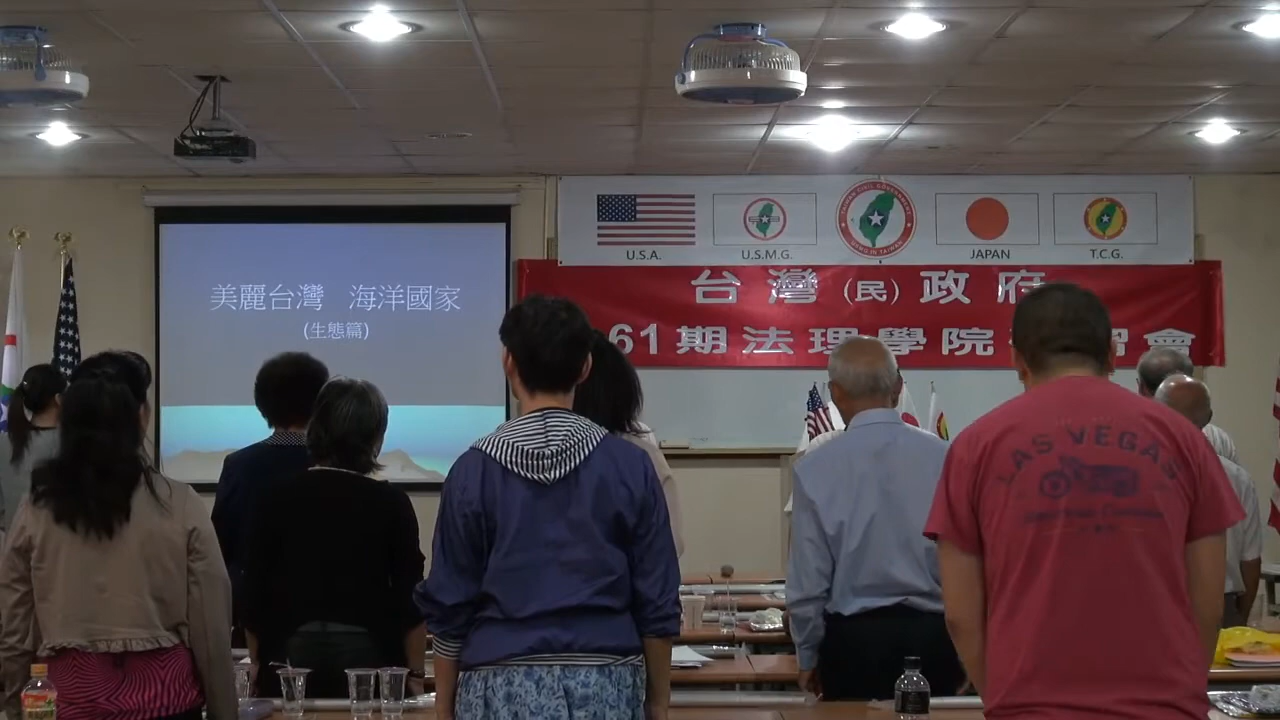 美麗台灣 海洋國家
(生態篇)
U.S.A.
U.S.M.G.
JAPAN
T.C.G.
台灣(民)政府
61期法理學院
會
LAS VEGAS